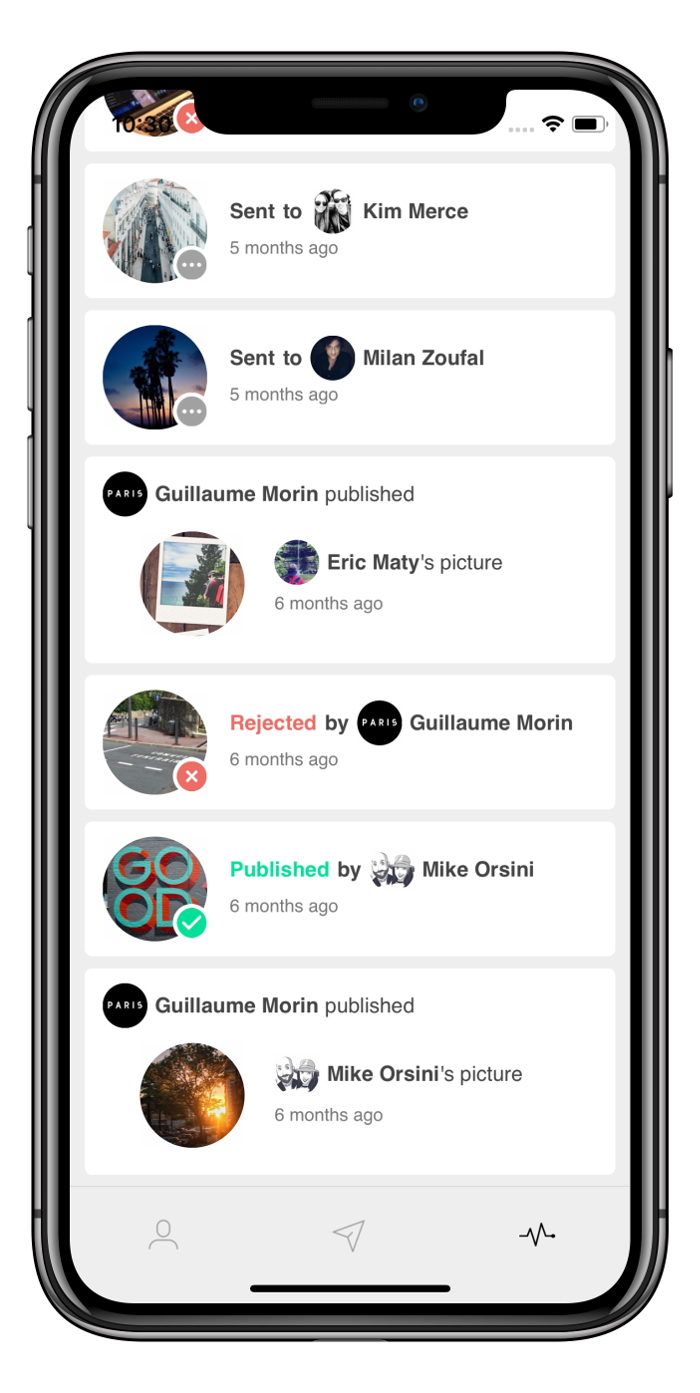 10:30
Sent to Kim Merce
5 months ago
Sent to Milan Zoufal
5 months ago
PARIS Guillaume Morin published
Eric Maty's picture
6 months ago
Rejected by PARIS Guillaume Morin
6 months ago
GO
OD
Published by Mike Orsini
6 months ago
PARIS Guillaume Morin published
Mike Orsini's picture
6 months ago